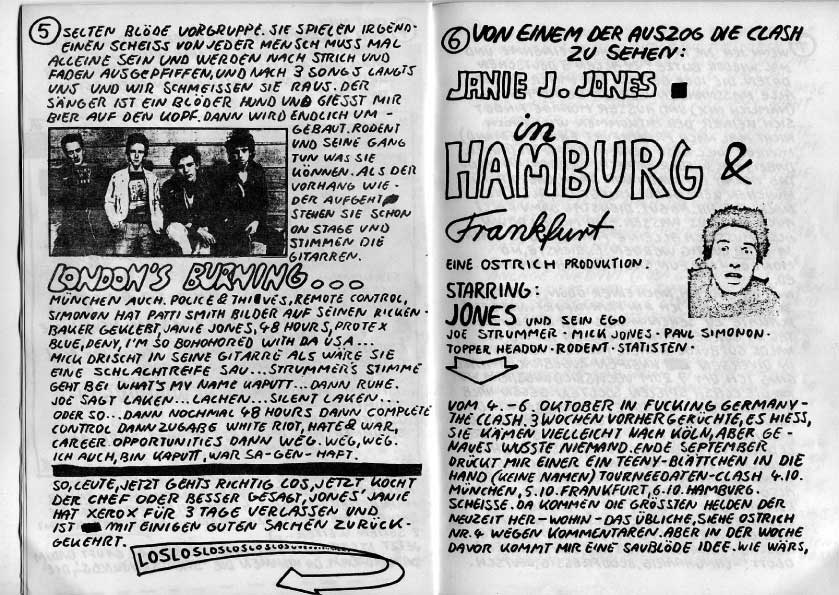 5 SELTEN BLÖDE VORGRUPPE. SIE SPIELEN IRGEND-
EINEN SCHEISS VON JEDER MENSCH MUSS MAL
ALLEINE SEIN UND WERDEN NACH STRICH UND
FADEN AUSGEPFIFFEN, UND NACH 3 SONGS LANGTS
UNS UND WIR SCHMEISSEN SIE RAUS. DER
SÄNGER IST EIN BLÖDER HUND UND GIESST MIR
BIER AUF DEN KOPF. DANN WIRD ENDLICH UM-
GEBAUT. RODENT
UND SEINE GANG
TUN WAS SIE
KÖNNEN. ALS DER
VORHANG WIE-
DER AUFGEHT
STEHEN SIE SCHON
ON STAGE UND
STIMMEN DIE
GITARREN.
LONDON'S BURNING...
MÜNCHEN AUCH. POLICE & THIEVES, REMOTE CONTROL,
SIMONON HAT PATTI SMITH BILDER AUF SEINEN RICKEN-
BAKER GEKLEBT, JANIE JONES, 48 HOURS, PROTEX
BLUE, DENY, I'M SO BOHOHORED WITH DA USA...
MICK DRISCHT IN SEINE GITARRE ALS WÄRE SIE
EINE SCHLACHTREIFE SAU... STRUMMER'S STIMME
GEHT BEI WHAT'S MY NAME KAPUTT... DANN RUHE.
JOE SAGT LAKEN... LACHEN... SILENT LAKEN...
ODER SO... DANN NOCHMAL 48 HOURS DANN COMPLETE
CONTROL DANN ZUGABE WHITE RIOT, HATE & WAR,
CAREER OPPORTUNITIES DANN WEG. WEG, WEG.
ICH AUCH, BIN KAPUTT, WAR SA-GEN-HAFT.
SO, LEUTE, JETZT GEHTS RICHTIG LOS, JETZT KOCHT
DER CHEF ODER BESSER GESAGT, JONES' JANIE
HAT XEROX FÜR 3 TAGE VERLASSEN UND
IST MIT EINIGEN GUTEN SACHEN ZURÜCK-
GEKEHRT.
LOSLOSLOSLOSLOSLOSLOS........
6 VON EINEM DER AUSZOG DIE CLASH
ZU SEHEN:
JANIE J. JONES
in
HAMBURG &
Frankfurt
EINE OSTRICH PRODUKTION.
STARRING:
JONES UND SEIN EGO
JOE STRUMMER · MICK JONES · PAUL SIMONON ·
TOPPER HEADON · RODENT · STATISTEN ·
VOM 4.-6. OKTOBER IN FUCKING GERMANY-
THE CLASH. 3 WOCHEN VORHER GERÜCHTE, ES HIESS,
SIE KÄMEN VIELLEICHT NACH KÖLN, ABER GE-
NAUES WUSSTE NIEMAND. ENDE SEPTEMBER
DRÜCKT MIR EINER EIN TEENY-BLÄTTCHEN IN DIE
HAND (KEINE NAMEN) TOURNEEDATEN-CLASH 4.10.
MÜNCHEN, 5.10. FRANKFURT, 6.10. HAMBURG.
SCHEISSE. DA KOMMEN DIE GRÖSSTEN HELDEN DER
NEUZEIT HER-WOHIN-DAS ÜBLICHE, SIEHE OSTRICH
NR. 4 WEGEN KOMMENTAREN. ABER IN DER WOCHE
DAVOR KOMMT MIR EINE SAUBLÖDE IDEE. WIE WÄRS,